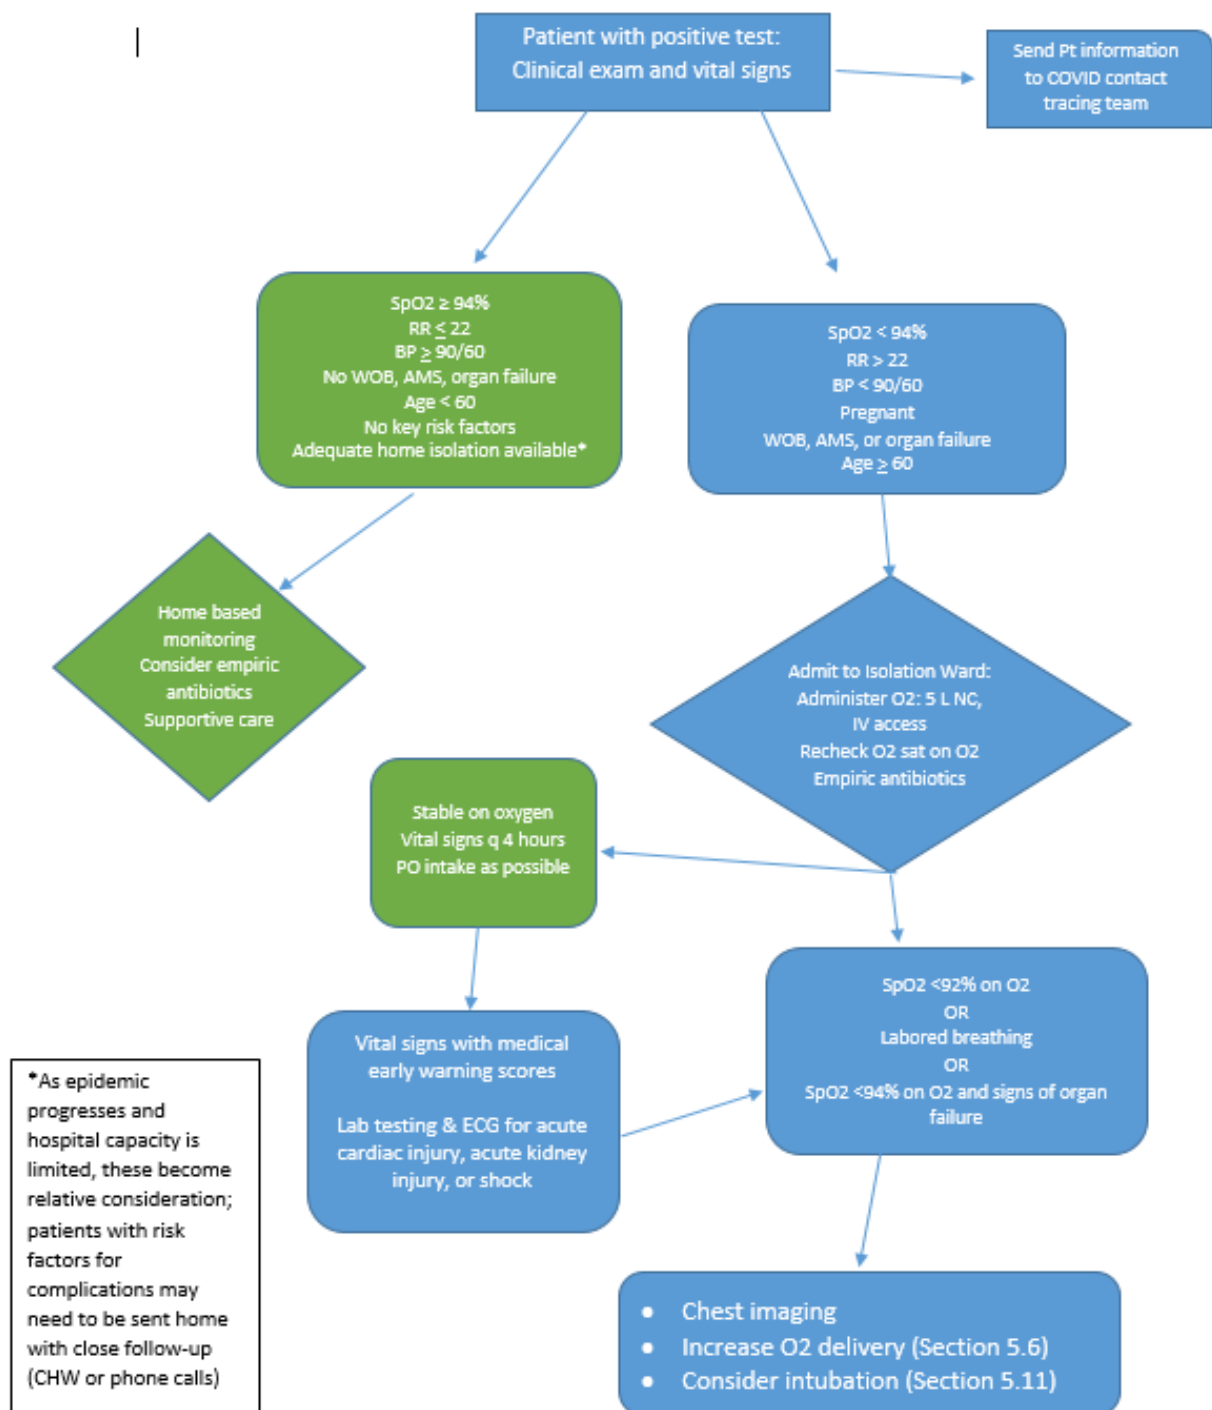 Patient with positive test:
Clinical exam and vital signs
Send Pt information
to COVID contact
tracing team
SpO2 ≥ 94%
RR ≤ 22
BP ≥ 90/60
No WOB, AMS, organ failure
Age < 60
No key risk factors
Adequate home isolation available*
SpO2 < 94%
RR > 22
BP < 90/60
Pregnant
WOB, AMS, or organ failure
Age ≥ 60
Home based
monitoring
Consider empiric
antibiotics
Supportive care
Admit to Isolation Ward:
Administer O2: 5 L NC,
IV access
Recheck O2 sat on O2
Empiric antibiotics
Stable on oxygen
Vital signs q 4 hours
PO intake as possible
SpO2 <92% on O2
OR
Labored breathing
OR
SpO2 <94% on O2 and signs of organ
failure
Vital signs with medical
early warning scores
Lab testing & ECG for acute
cardiac injury, acute kidney
injury, or shock
*As epidemic
progresses and
hospital capacity is
limited, these become
relative consideration;
patients with risk
factors for
complications may
need to be sent home
with close follow-up
(CHW or phone calls)
• Chest imaging
• Increase O2 delivery (Section 5.6)
• Consider intubation (Section 5.11)